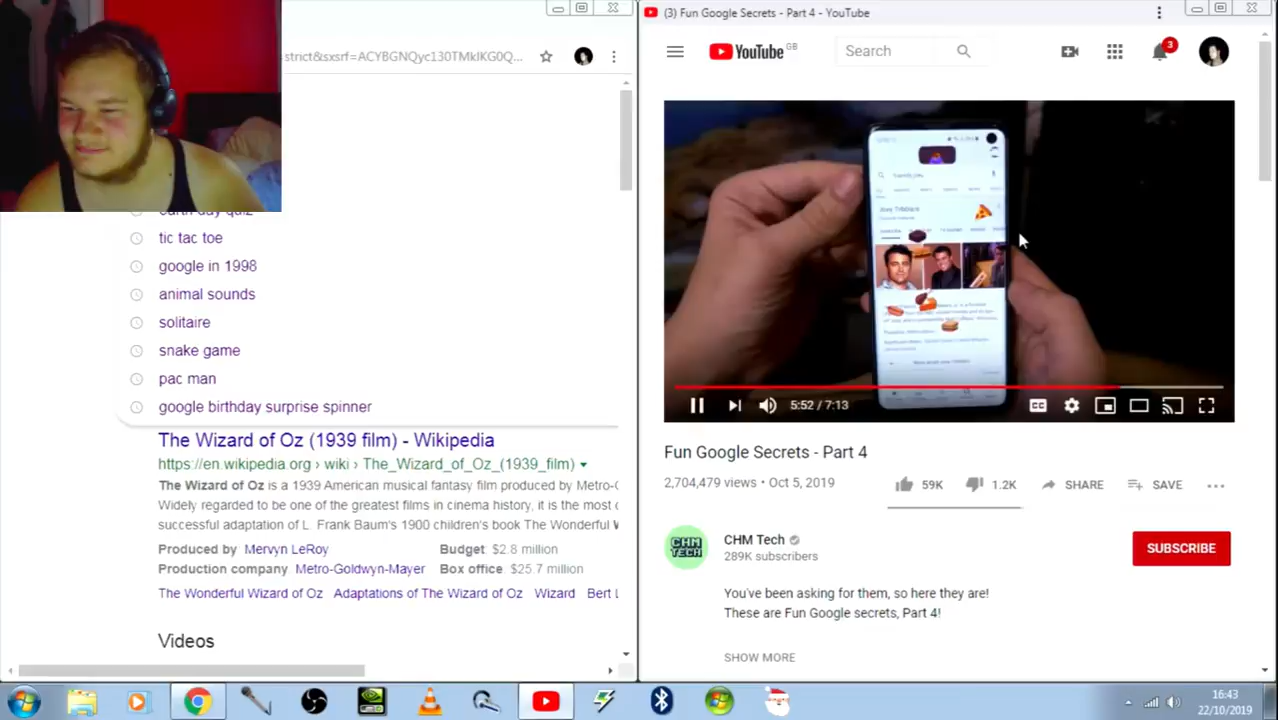 strict&sxsrf=ACYBGNQyc130TMkIKG0Q...
earth day quiz
tic tac toe
google in 1998
animal sounds
solitaire
snake game
pac man
google birthday surprise spinner
The Wizard of Oz (1939 film) - Wikipedia
https://en.wikipedia.org › wiki › The_Wizard_of_Oz_(1939_film)
The Wizard of Oz is a 1939 American musical fantasy film produced by Metro-G
Widely regarded to be one of the greatest films in cinema history, it is the most c
successful adaptation of L. Frank Baum's 1900 children's book The Wonderful W
Produced by Mervyn LeRoy Budget: $2.8 million
Production company: Metro-Goldwyn-Mayer Box office: $25.7 million
The Wonderful Wizard of Oz Adaptations of The Wizard of Oz Wizard Bert L
Videos
(3) Fun Google Secrets - Part 4 - YouTube
YouTube GB
Search
3
5:52 / 7:13
CC
Fun Google Secrets - Part 4
2,704,479 views • Oct 5, 2019
59K 1.2K SHARE SAVE
CHM TECH
CHM Tech
289K subscribers
SUBSCRIBE
You've been asking for them, so here they are!
These are Fun Google secrets, Part 4!
SHOW MORE
16:43
22/10/2019